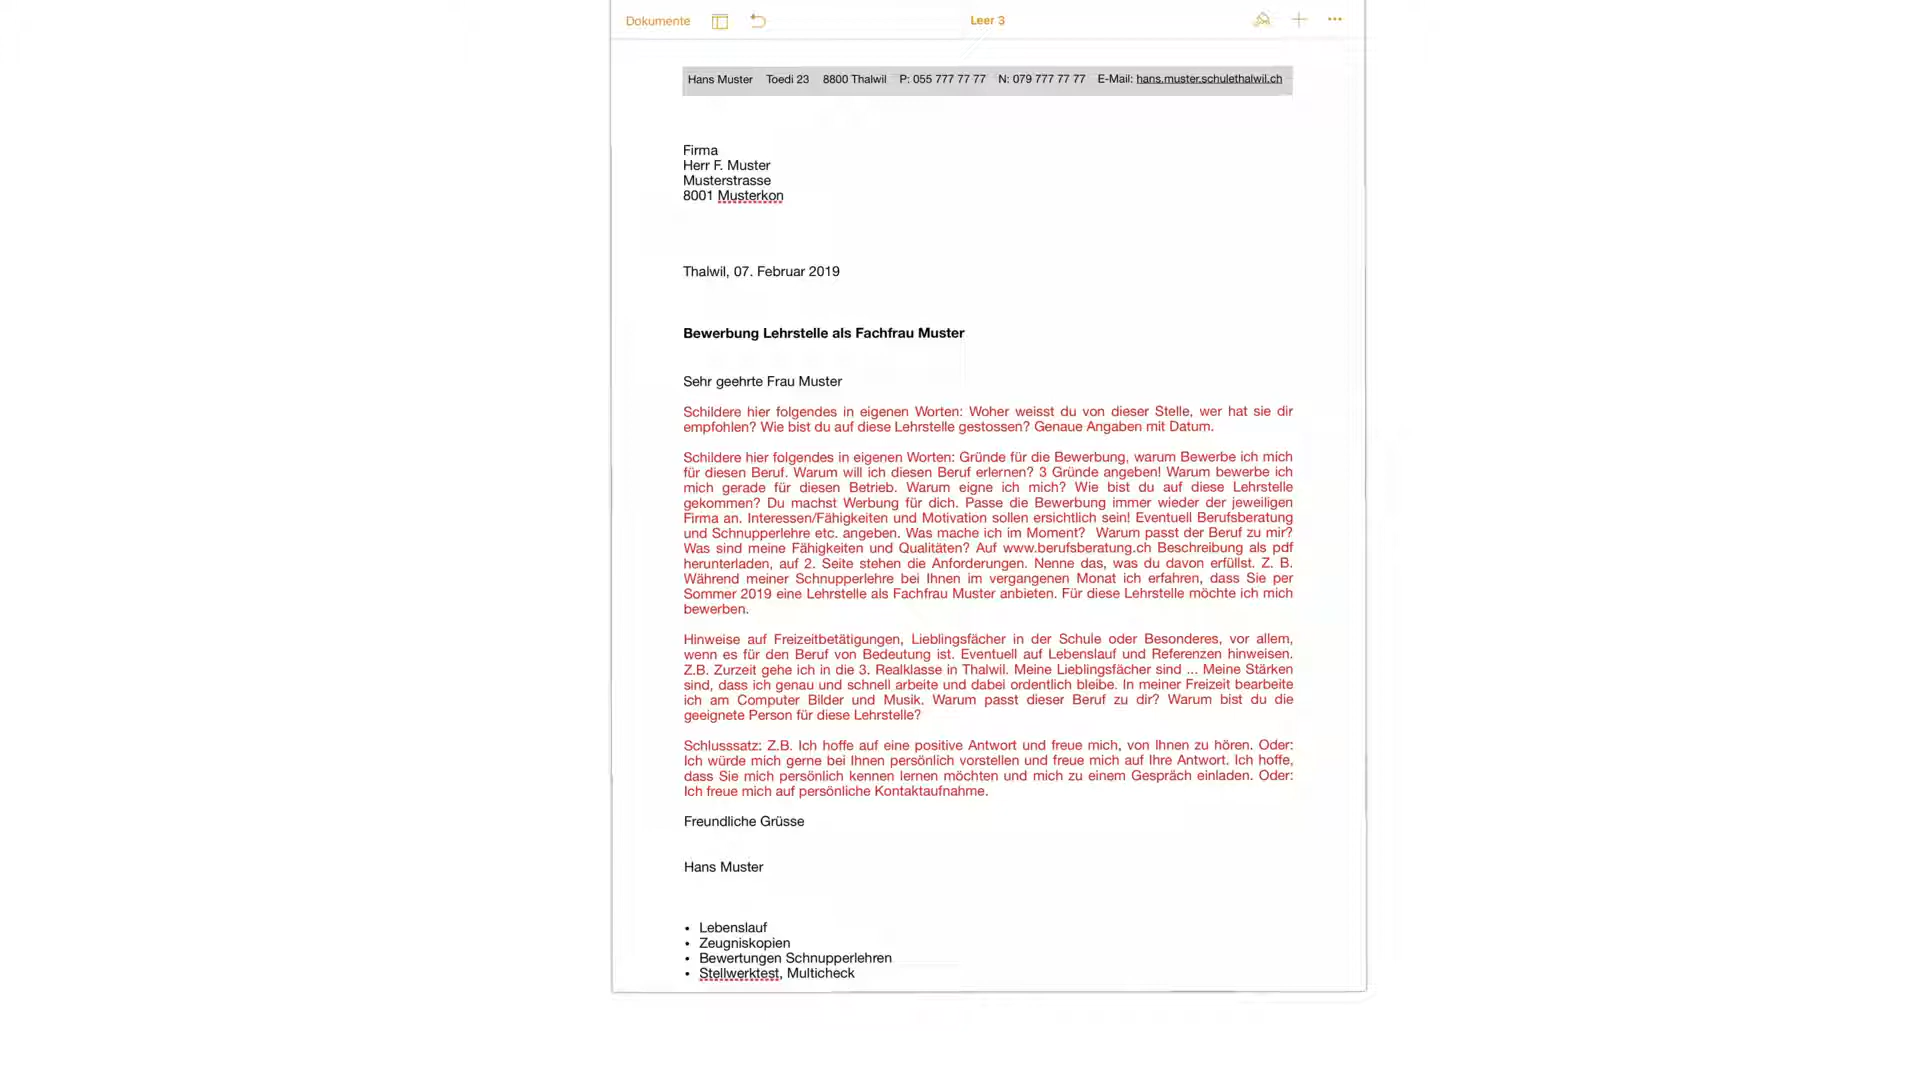 Dokumente
Leer 3
Hans Muster Toedi 23 8800 Thalwil P: 055 777 77 77 N: 079 777 77 77 E-Mail: hans.muster.schulethalwil.ch
Firma
Herr F. Muster
Musterstrasse
8001 Musterkon
Thalwil, 07. Februar 2019
Bewerbung Lehrstelle als Fachfrau Muster
Sehr geehrte Frau Muster
Schildere hier folgendes in eigenen Worten: Woher weisst du von dieser Stelle, wer hat sie dir
empfohlen? Wie bist du auf diese Lehrstelle gestossen? Genaue Angaben mit Datum.
Schildere hier folgendes in eigenen Worten: Gründe für die Bewerbung, warum Bewerbe ich mich
für diesen Beruf. Warum will ich diesen Beruf erlernen? 3 Gründe angeben! Warum bewerbe ich
mich gerade für diesen Betrieb. Warum eigne ich mich? Wie bist du auf diese Lehrstelle
gekommen? Du machst Werbung für dich. Passe die Bewerbung immer wieder der jeweiligen
Firma an. Interessen/Fähigkeiten und Motivation sollen ersichtlich sein! Eventuell Berufsberatung
und Schnupperlehre etc. angeben. Was mache ich im Moment? Warum passt der Beruf zu mir?
Was sind meine Fähigkeiten und Qualitäten? Auf www.berufsberatung.ch Beschreibung als pdf
herunterladen, auf 2. Seite stehen die Anforderungen. Nenne das, was du davon erfüllst. Z. B.
Während meiner Schnupperlehre bei Ihnen im vergangenen Monat ich erfahren, dass Sie per
Sommer 2019 eine Lehrstelle als Fachfrau Muster anbieten. Für diese Lehrstelle möchte ich mich
bewerben.
Hinweise auf Freizeitbetätigungen, Lieblingsfächer in der Schule oder Besonderes, vor allem,
wenn es für den Beruf von Bedeutung ist. Eventuell auf Lebenslauf und Referenzen hinweisen.
Z.B. Zurzeit gehe ich in die 3. Realklasse in Thalwil. Meine Lieblingsfächer sind ... Meine Stärken
sind, dass ich genau und schnell arbeite und dabei ordentlich bleibe. In meiner Freizeit bearbeite
ich am Computer Bilder und Musik. Warum passt dieser Beruf zu dir? Warum bist du die
geeignete Person für diese Lehrstelle?
Schlusssatz: Z.B. Ich hoffe auf eine positive Antwort und freue mich, von Ihnen zu hören. Oder:
Ich würde mich gerne bei Ihnen persönlich vorstellen und freue mich auf Ihre Antwort. Ich hoffe,
dass Sie mich persönlich kennen lernen möchten und mich zu einem Gespräch einladen. Oder:
Ich freue mich auf persönliche Kontaktaufnahme.
Freundliche Grüsse
Hans Muster
• Lebenslauf
• Zeugniskopien
• Bewertungen Schnupperlehren
• Stellwerktest, Multicheck